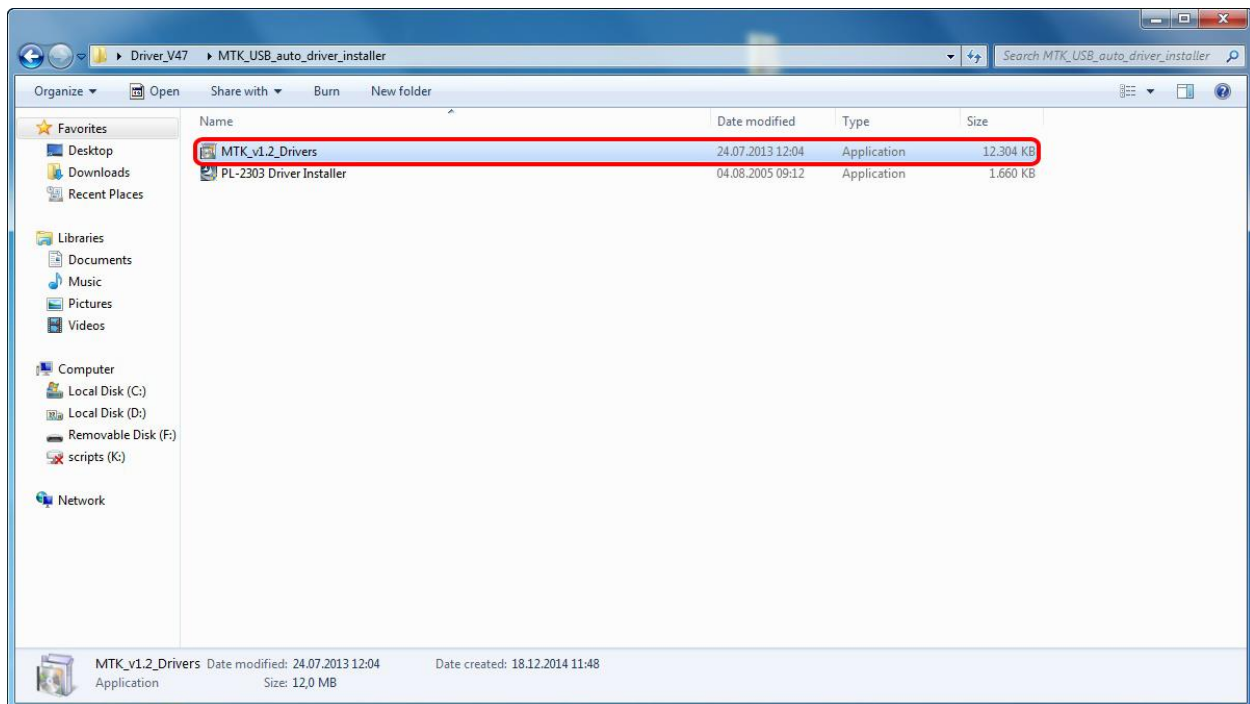 Driver_V47 MTK_USB_auto_driver_installer Search MTK_USB_auto_driver_installer
Organize Open Share with Burn New folder
Favorites
Desktop
Downloads
Recent Places
Libraries
Documents
Music
Pictures
Videos
Computer
Local Disk (C:)
Local Disk (D:)
Removable Disk (F:)
scripts (K:)
Network
Name Date modified Type Size
MTK_v1.2_Drivers 24.07.2013 12:04 Application 12.304 KB
PL-2303 Driver Installer 04.08.2005 09:12 Application 1.660 KB
MTK_v1.2_Drivers Date modified: 24.07.2013 12:04 Date created: 18.12.2014 11:48
Application Size: 12,0 MB